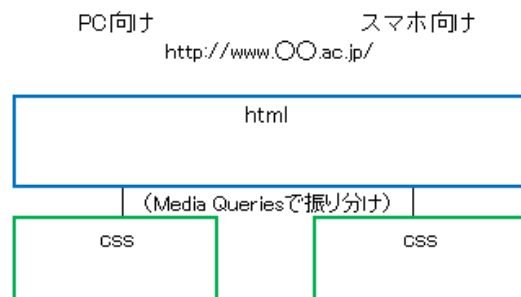 PC向け スマホ向け
http://www.〇〇.ac.jp/
html
(Media Queriesで振り分け)
css css